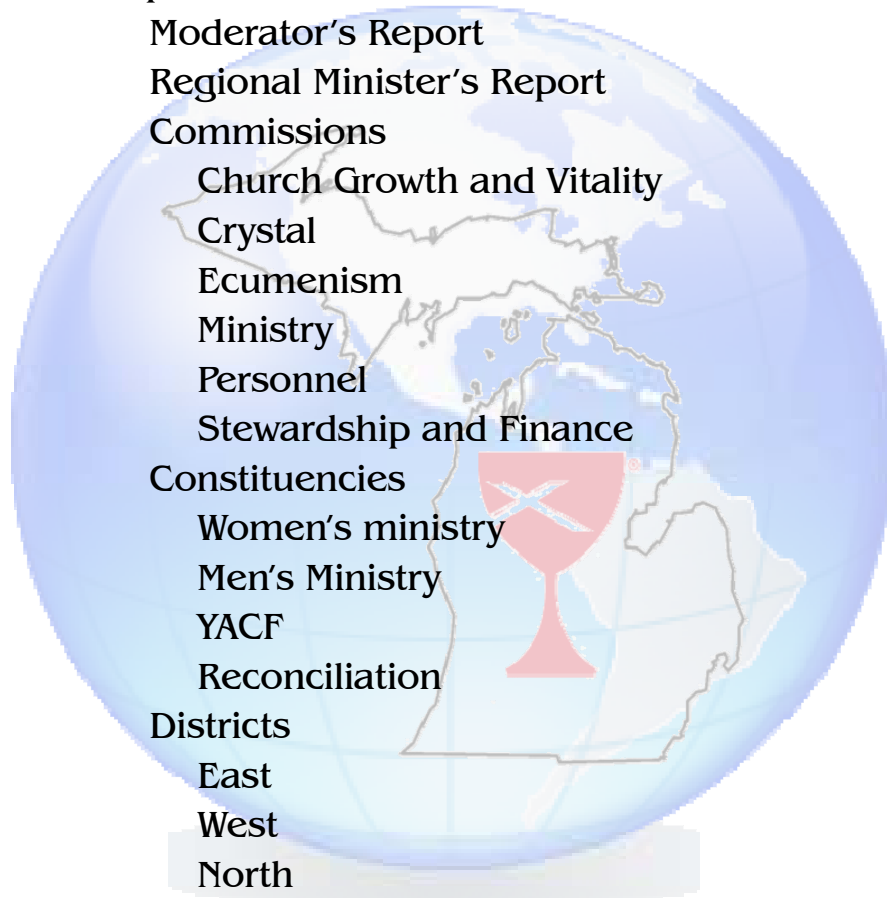 Moderator's Report
Regional Minister's Report
Commissions
Church Growth and Vitality
Crystal
Ecumenism
Ministry
Personnel
Stewardship and Finance
Constituencies
Women's ministry
Men's Ministry
YACF
Reconciliation
Districts
East
West
North